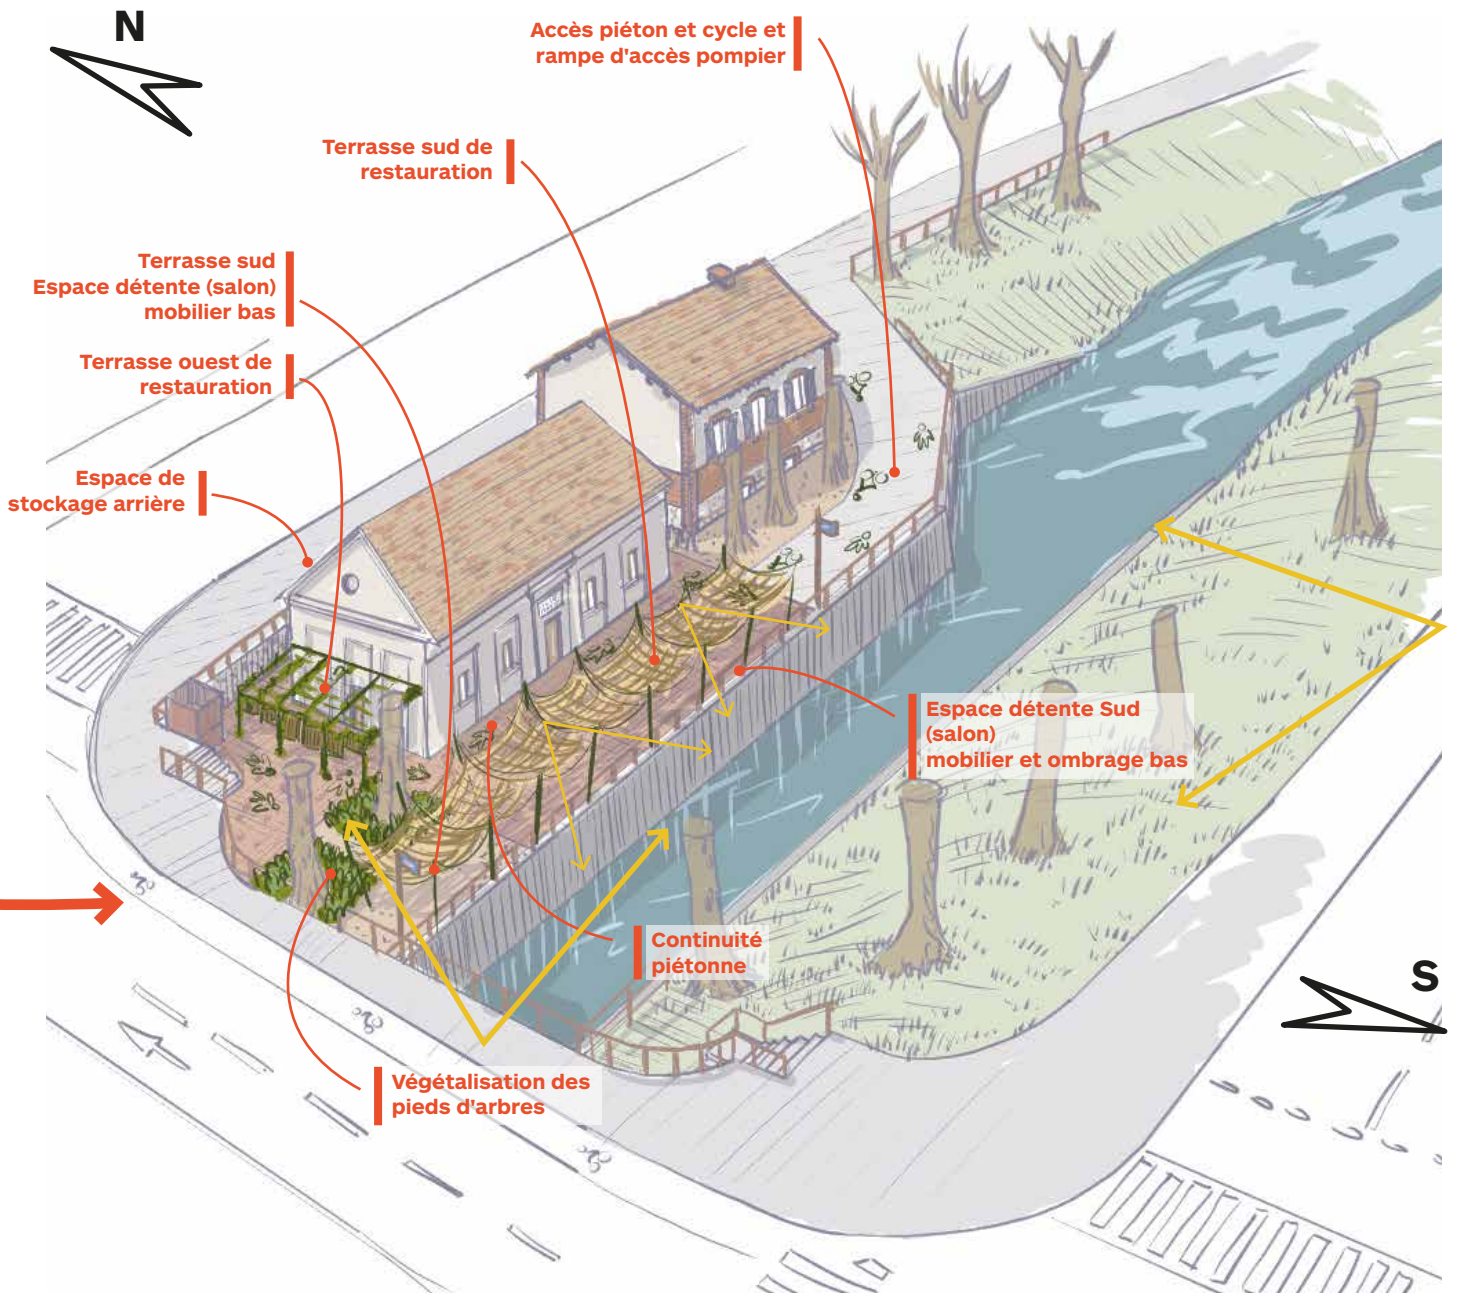 N
Accès piéton et cycle et
rampe d'accès pompier
Terrasse sud de
restauration
Terrasse sud
Espace détente (salon)
mobilier bas
Terrasse ouest de
restauration
Espace de
stockage arrière
Espace détente Sud
(salon)
mobilier et ombrage bas
Continuité
piétonne
S
Végétalisation des
pieds d'arbres